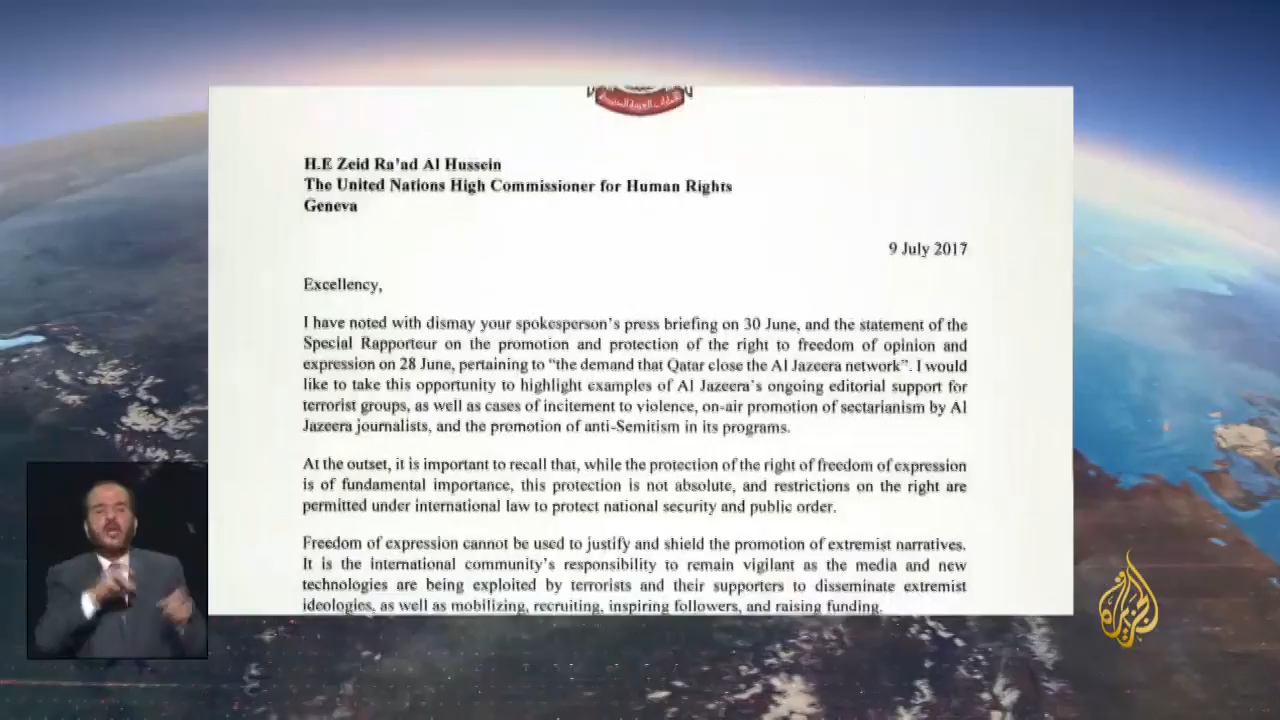 الإمارات العربية المتحدة
H.E Zeid Ra'ad Al Hussein
The United Nations High Commissioner for Human Rights
Geneva
9 July 2017
Excellency,
I have noted with dismay your spokesperson's press briefing on 30 June, and the statement of the
Special Rapporteur on the promotion and protection of the right to freedom of opinion and
expression on 28 June, pertaining to “the demand that Qatar close the Al Jazeera network”. I would
like to take this opportunity to highlight examples of Al Jazeera's ongoing editorial support for
terrorist groups, as well as cases of incitement to violence, on-air promotion of sectarianism by Al
Jazeera journalists, and the promotion of anti-Semitism in its programs.
At the outset, it is important to recall that, while the protection of the right of freedom of expression
is of fundamental importance, this protection is not absolute, and restrictions on the right are
permitted under international law to protect national security and public order.
Freedom of expression cannot be used to justify and shield the promotion of extremist narratives.
It is the international community's responsibility to remain vigilant as the media and new
technologies are being exploited by terrorists and their supporters to disseminate extremist
ideologies, as well as mobilizing, recruiting, inspiring followers, and raising funding.
الجزيرة